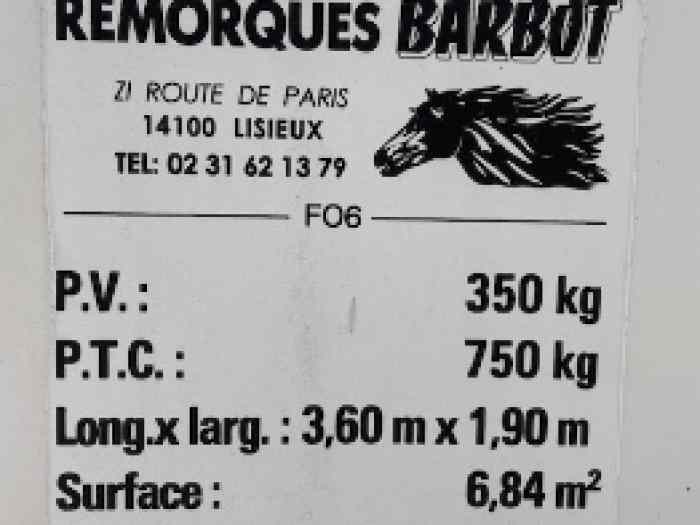 REMORQUES BARBOT
ZI ROUTE DE PARIS
14100 LISIEUX
TEL: 02 31 62 13 79
FO6
P.V. : 350 kg
P.T.C. : 750 kg
Long.x larg. : 3,60 m x 1,90 m
Surface : 6,84 m²